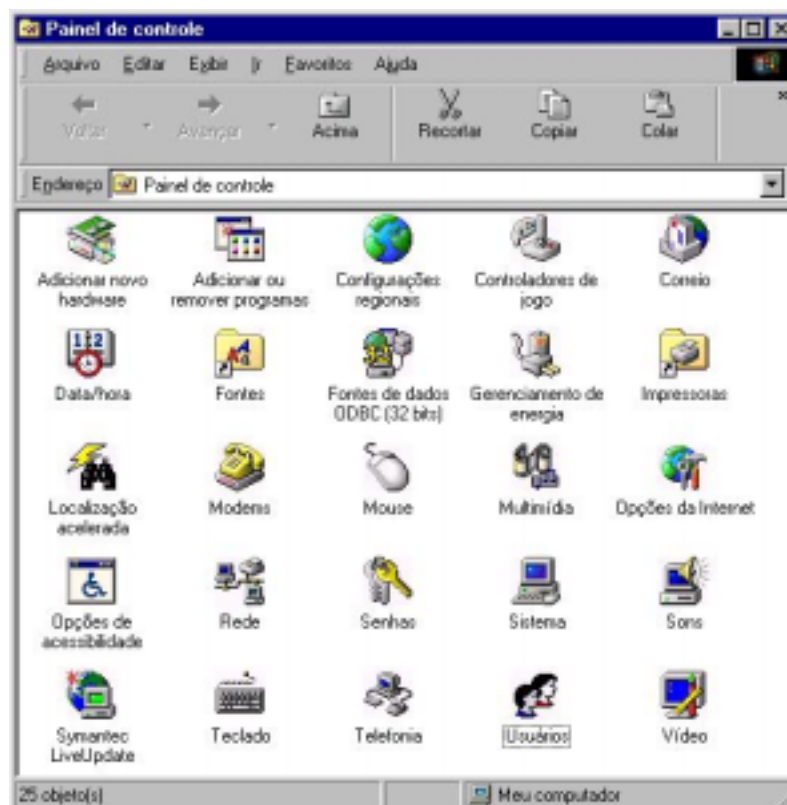 Painel de controle
Arquivo Editar Exibir Ir Favoritos Ajuda
Voltar Avançar Acima Recortar Copiar Colar
»
Endereço Painel de controle
Adicionar novo Adicionar ou Configurações Controladores de Correio
hardware remover programas regionais jogo
Data/hora Fontes Fontes de dados Gerenciamento de Impressoras
ODBC (32 bits) energia
Localização Modems Mouse Multimídia Opções da Internet
acelerada
Opções de Rede Senhas Sistema Sons
acessibilidade
Symantec Teclado Telefonia Usuários Vídeo
LiveUpdate
25 objeto(s) Meu computador